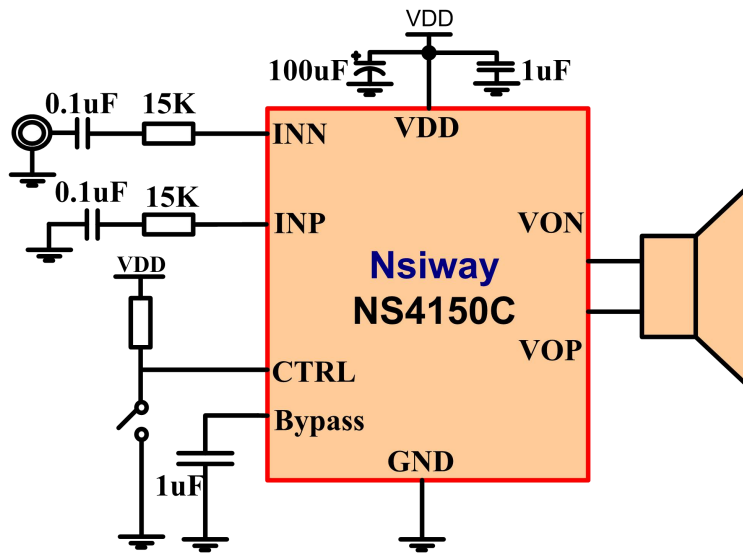 VDD
100uF
1uF
0.1uF 15K
INN
VDD
0.1uF 15K
INP
VON
VDD
Nsiway
NS4150C
VOP
CTRL
Bypass
1uF
GND